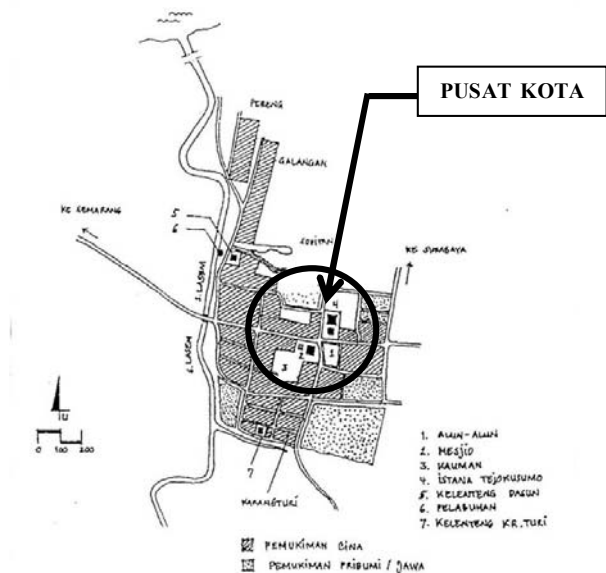 PUSAT KOTA
PERENG
GALANGAN
KE SEMARANG
5
6
SODITAN
KE SURABAYA
S. LASEM
S. LASEM
4
1
2
3
U
0 100 200
7
KARANGTURI
1. ALUN-ALUN
2. MESJID
3. KAUMAN
4. ISTANA TEJOKUSUMO
5. KELENTENG DASUN
6. PELABUHAN
7. KELENTENG KR. TURI
PEMUKIMAN CINA
PEMUKIMAN PRIBUMI / JAWA